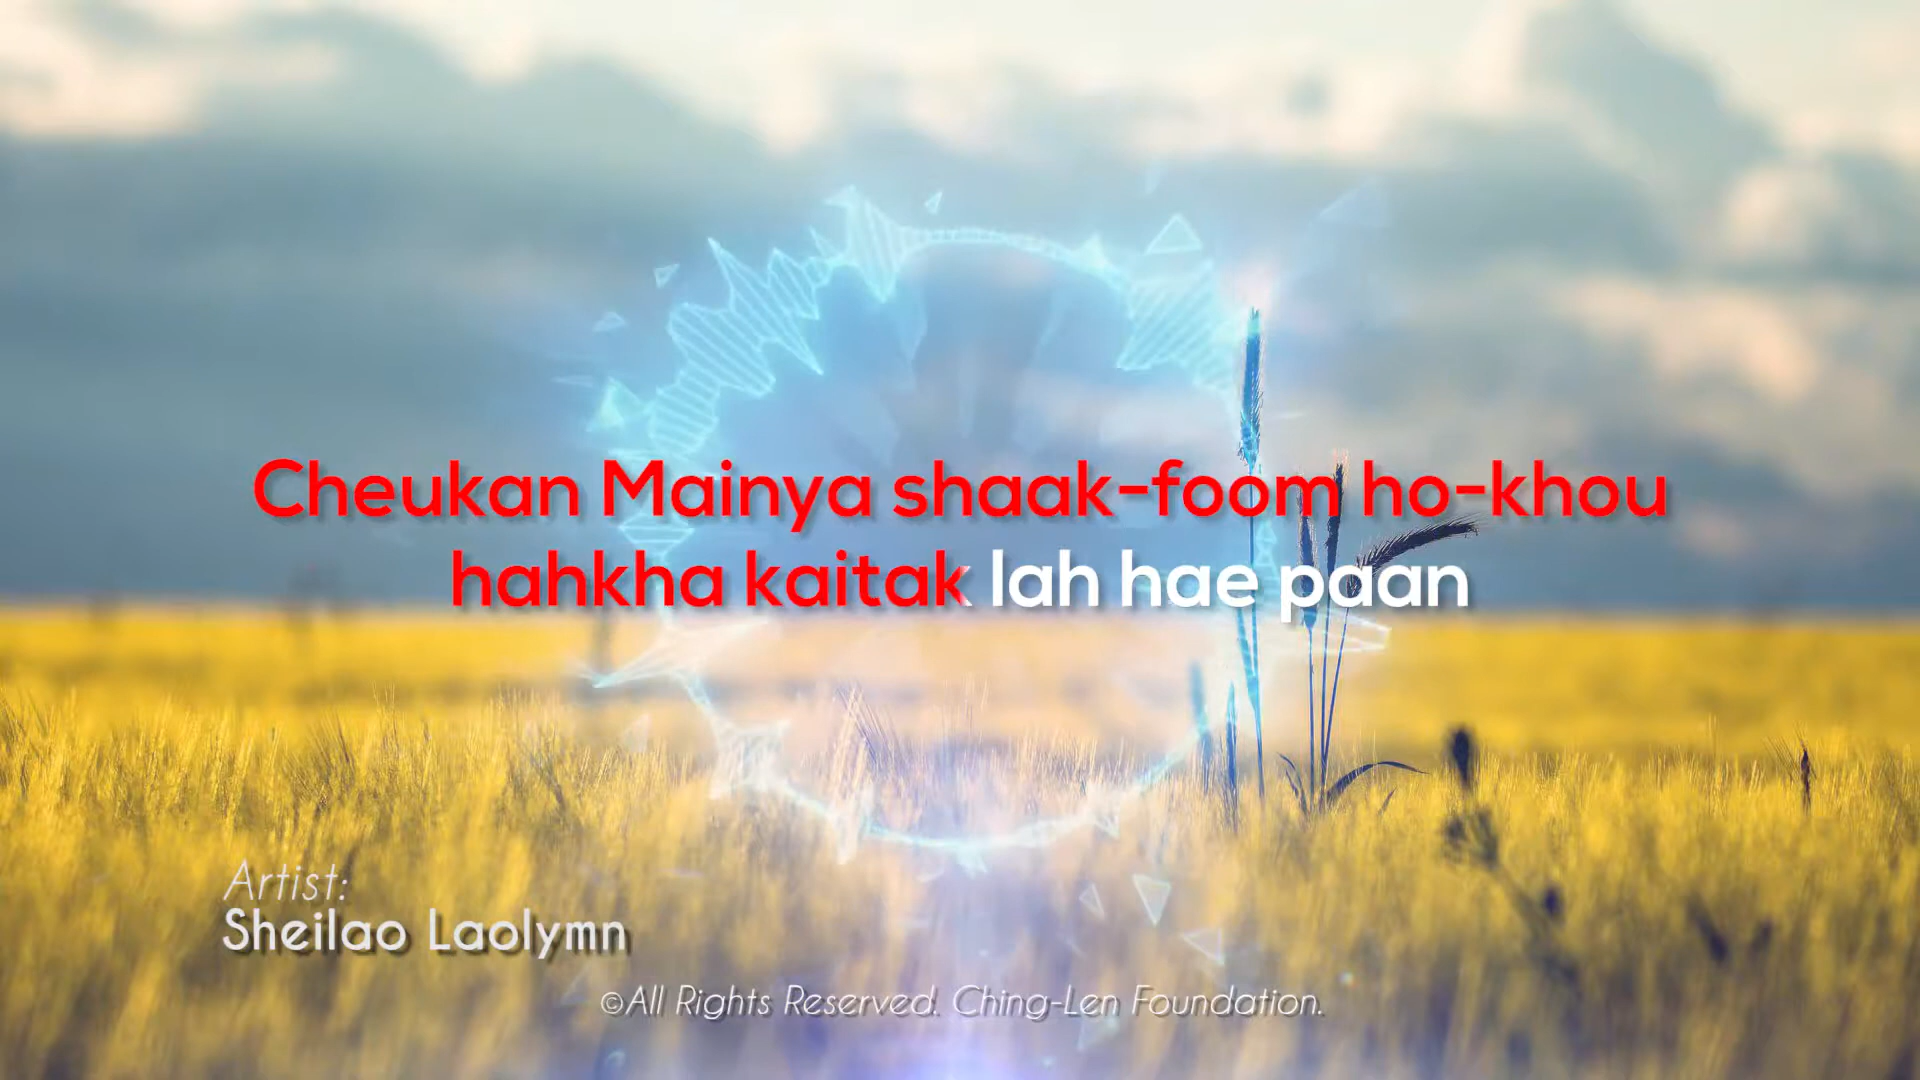 Cheukan Mainya shaak-foom ho-khou
hahkha kaitak lah hae paan
Artist:
Sheilao Laolymn
©All Rights Reserved. Ching-Len Foundation.